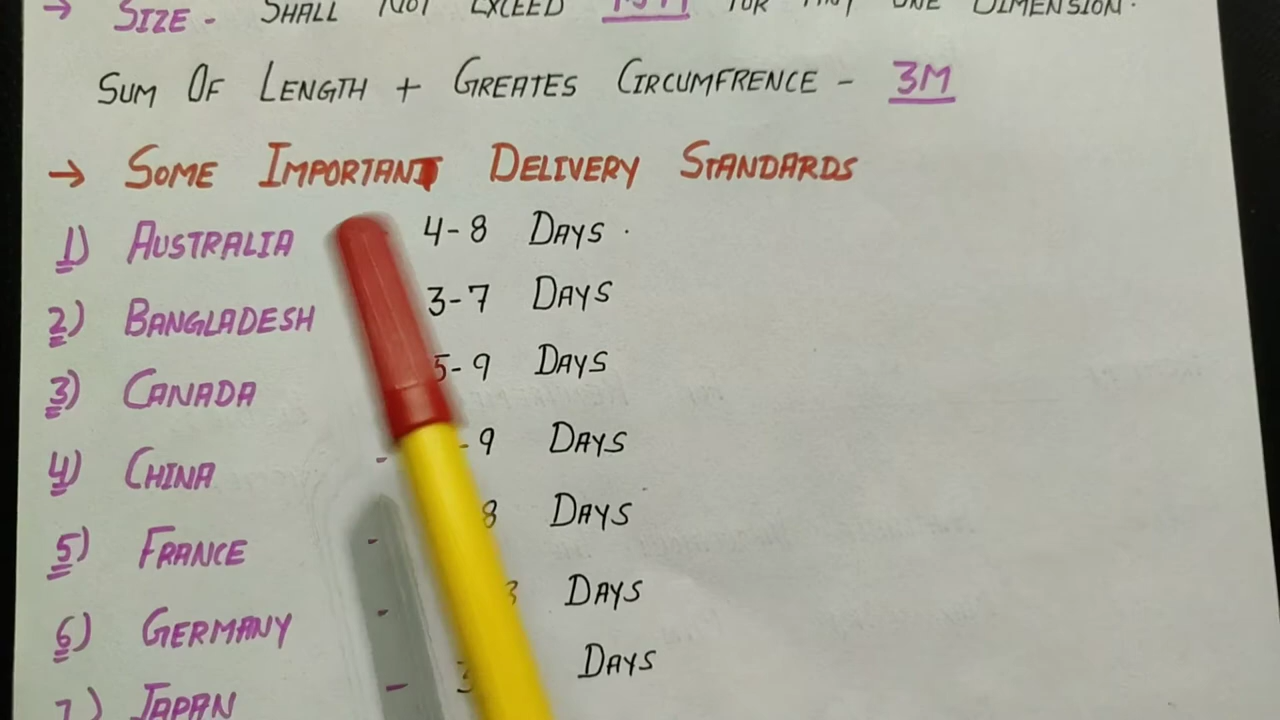 → SIZE - SHALL NOT EXCEED FOR ANY ONE DIMENSION.
SUM OF LENGTH + GREATES CIRCUMFRENCE - 3M
→ SOME IMPORTANT DELIVERY STANDARDS
1) AUSTRALIA 4-8 DAYS.
2) BANGLADESH 3-7 DAYS
3) CANADA 5-9 DAYS
4) CHINA - -9 DAYS
5) FRANCE - 8 DAYS
6) GERMANY - DAYS
7) JAPAN - 3 DAYS